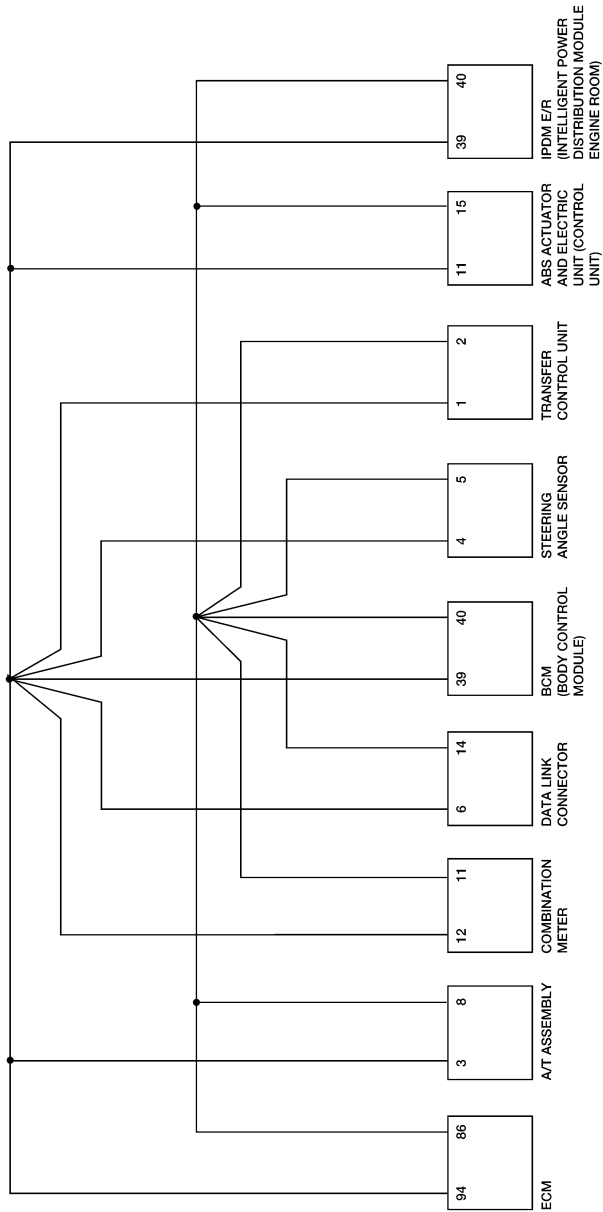 94
86
ECM
3
8
A/T ASSEMBLY
12
11
COMBINATION
METER
6
14
DATA LINK
CONNECTOR
39
40
BCM
(BODY CONTROL
MODULE)
4
5
STEERING
ANGLE SENSOR
1
2
TRANSFER
CONTROL UNIT
11
15
ABS ACTUATOR
AND ELECTRIC
UNIT (CONTROL
UNIT)
39
40
IPDM E/R
(INTELLIGENT POWER
DISTRIBUTION MODULE
ENGINE ROOM)